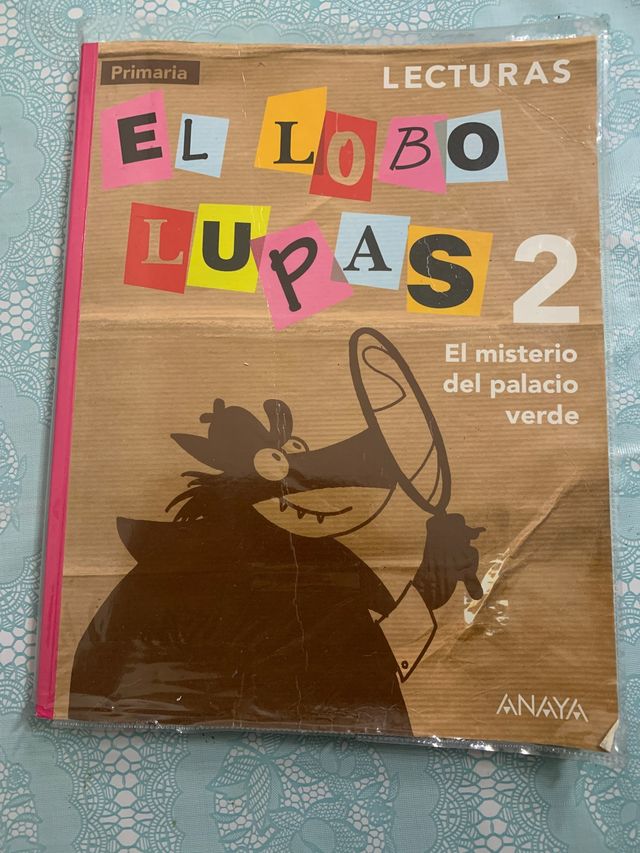 Primaria
LECTURAS
EL LOBO
LUPAS 2
El misterio
del palacio
verde
ANAYA